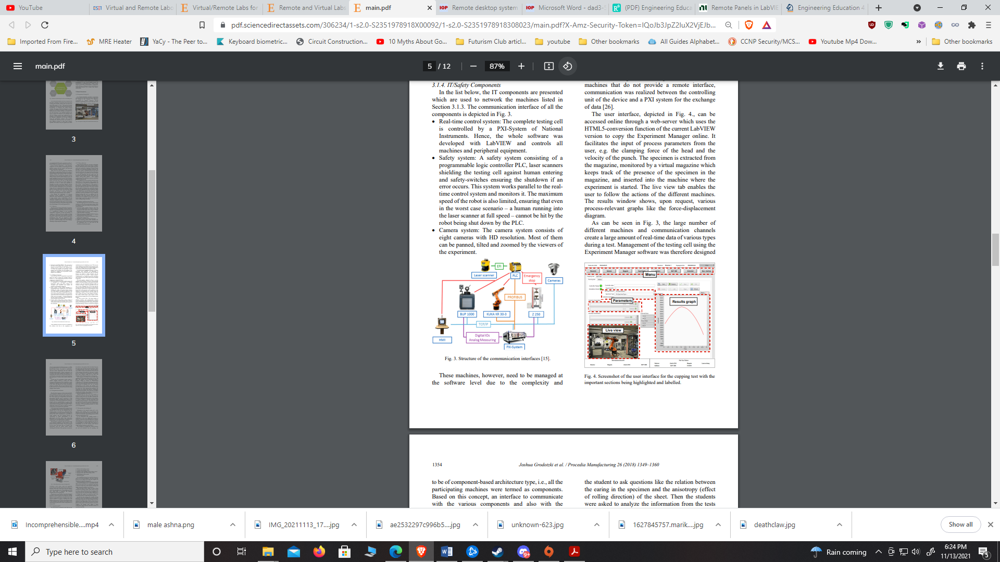 YouTube
Virtual and Remote Labo
Virtual/Remote Labs for
Remote and Virtual Labs
main.pdf
IOP Remote desktop system
IOP Microsoft Word - dad3-
(PDF) Engineering Educa
Remote Panels in LabVIE
Engineering Education 4
pdf.sciencedirectassets.com/306234/1-s2.0-S2351978918X00092/1-s2.0-S2351978918308023/main.pdf?X-Amz-Security-Token=IQoJb3JpZ2luX2VjEJb...
Imported From Fire...
MRE Heater
YaCy - The Peer to...
Keyboard biometric...
Circuit Construction...
10 Myths About Go...
Futurism Club articl...
youtube
Other bookmarks
All Guides Alphabet...
CCNP Security/MCS...
Youtube Mp4 Dow...
»
Other bookmarks
main.pdf
5 / 12
87%
3
4
5
6
3.1.4. IT/Safety Components
In the list below, the IT components are presented
which are used to network the machines listed in
Section 3.1.3. The communication interface of all the
components is depicted in Fig. 3.
• Real-time control system: The complete testing cell
is controlled by a PXI-System of National
Instruments. Hence, the whole software was
developed with LabVIEW and controls all
machines and peripheral equipment.
• Safety system: A safety system consisting of a
programmable logic controller PLC, laser scanners
shielding the testing cell against human entering
and safety-switches ensuring the shutdown if an
error occurs. This system works parallel to the real-
time control system and monitors it. The maximum
speed of the robot is also limited, ensuring that even
in the worst case scenario – a human running into
the laser scanner at full speed – cannot be hit by the
robot being shut down by the PLC.
• Camera system: The camera system consists of
eight cameras with HD resolution. Most of them
can be panned, tilted and zoomed by the viewers of
the experiment.
EFI
Laser scanner
PLC
Emergency
stop
Cameras
PROFIBUS
BUP 1000
KUKA KR 30-3
Z 250
TCP/IP
HMI
Digital IOs
Analog Measuring
PXI-System
Fig. 3. Structure of the communication interfaces [15].
These machines, however, need to be managed at
the software level due to the complexity and
machines that do not provide a remote interface,
communication was realized between the controlling
unit of the device and a PXI system for the exchange
of data [26].
The user interface, depicted in Fig. 4., can be
accessed online through a web-server which uses the
HTML5-conversion function of the current LabVIEW
version to copy the Experiment Manager online. It
facilitates the input of process parameters from the
user, e.g. the clamping force of the head and the
velocity of the punch. The specimen is extracted from
the magazine, monitored by a virtual magazine which
keeps track of the presence of the specimen in the
magazine, and inserted into the machine where the
experiment is started. The live view tab enables the
user to follow the actions of the different machines.
The results window shows, upon request, various
process-relevant graphs like the force-displacement
diagram.
As can be seen in Fig. 3, the large number of
different machines and communication channels
create a large amount of real-time data of various types
during a test. Management of the testing cell using the
Experiment Manager software was therefore designed
Menu
Parameters
Results graph
Live view
Fig. 4. Screenshot of the user interface for the cupping test with the
important sections being highlighted and labelled.
1354
Joshua Grodotzki et al. / Procedia Manufacturing 26 (2018) 1349–1360
to be of component-based architecture type, i.e., all the
participating machines were termed as components.
Based on this concept, an interface to communicate
with the various components and also with the
the student to ask questions like the relation between
the earing in the specimen and the anisotropy (effect
of rolling direction) of the sheet. Then the students
were asked to analyze the information from the tests
Incomprehensible....mp4
male ashna.png
IMG_20211113_17....jpg
ae2532297c996b5....jpg
unknown-623.jpg
1627845757.marik....jpg
deathclaw.jpg
Show all
Type here to search
9+
Rain coming
6:24 PM
11/13/2021
5